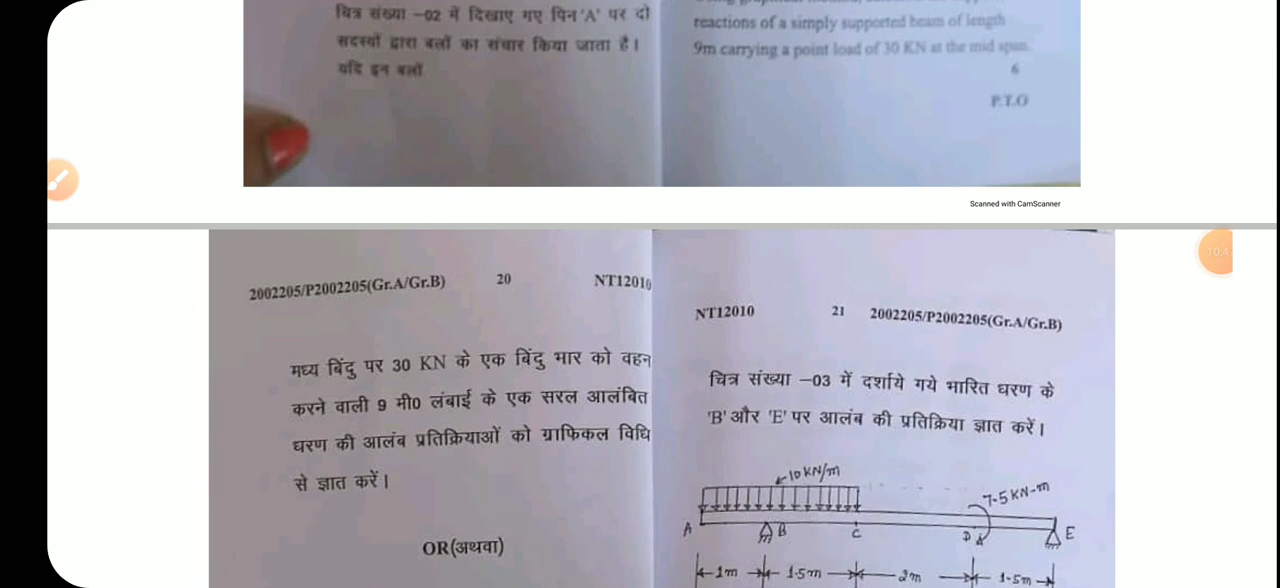 चित्र संख्या -02 में दिखाए गए पिन 'A' पर दो
सदस्यों द्वारा बलों का संचार किया जाता है।
यदि इन बलों
reactions of a simply supported beam of length
9m carrying a point load of 30 KN at the mid span.
6
P.T.O
Scanned with CamScanner
10:4
2002205/P2002205(Gr.A/Gr.B) 20 NT12010
मध्य बिंदु पर 30 KN के एक बिंदु भार को वहन
करने वाली 9 मी0 लंबाई के एक सरल आलंबित
घरण की आलंब प्रतिक्रियाओं को ग्राफिकल विधि
से ज्ञात करें।
OR(अथवा)
NT12010 21 2002205/P2002205(Gr.A/Gr.B)
चित्र संख्या -03 में दर्शाये गये भारित घरण के
'B' और 'E' पर आलंब की प्रतिक्रिया ज्ञात करें।
10 KN/m
7.5 KN-m
A B C D E
1m 1.5m 2m 1.5m